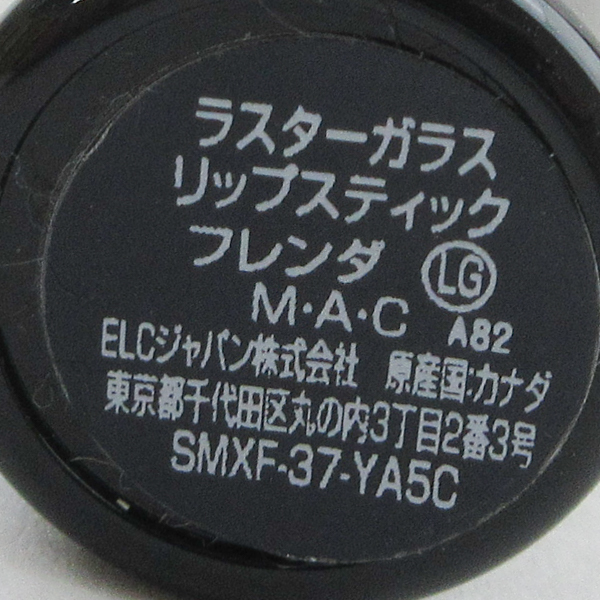 ラスターガラス
リップスティック
フレンダ LG
M・A・C A82
ELCジャパン株式会社 原産国:カナダ
東京都千代田区丸の内3丁目2番3号
SMXF-37-YA5C